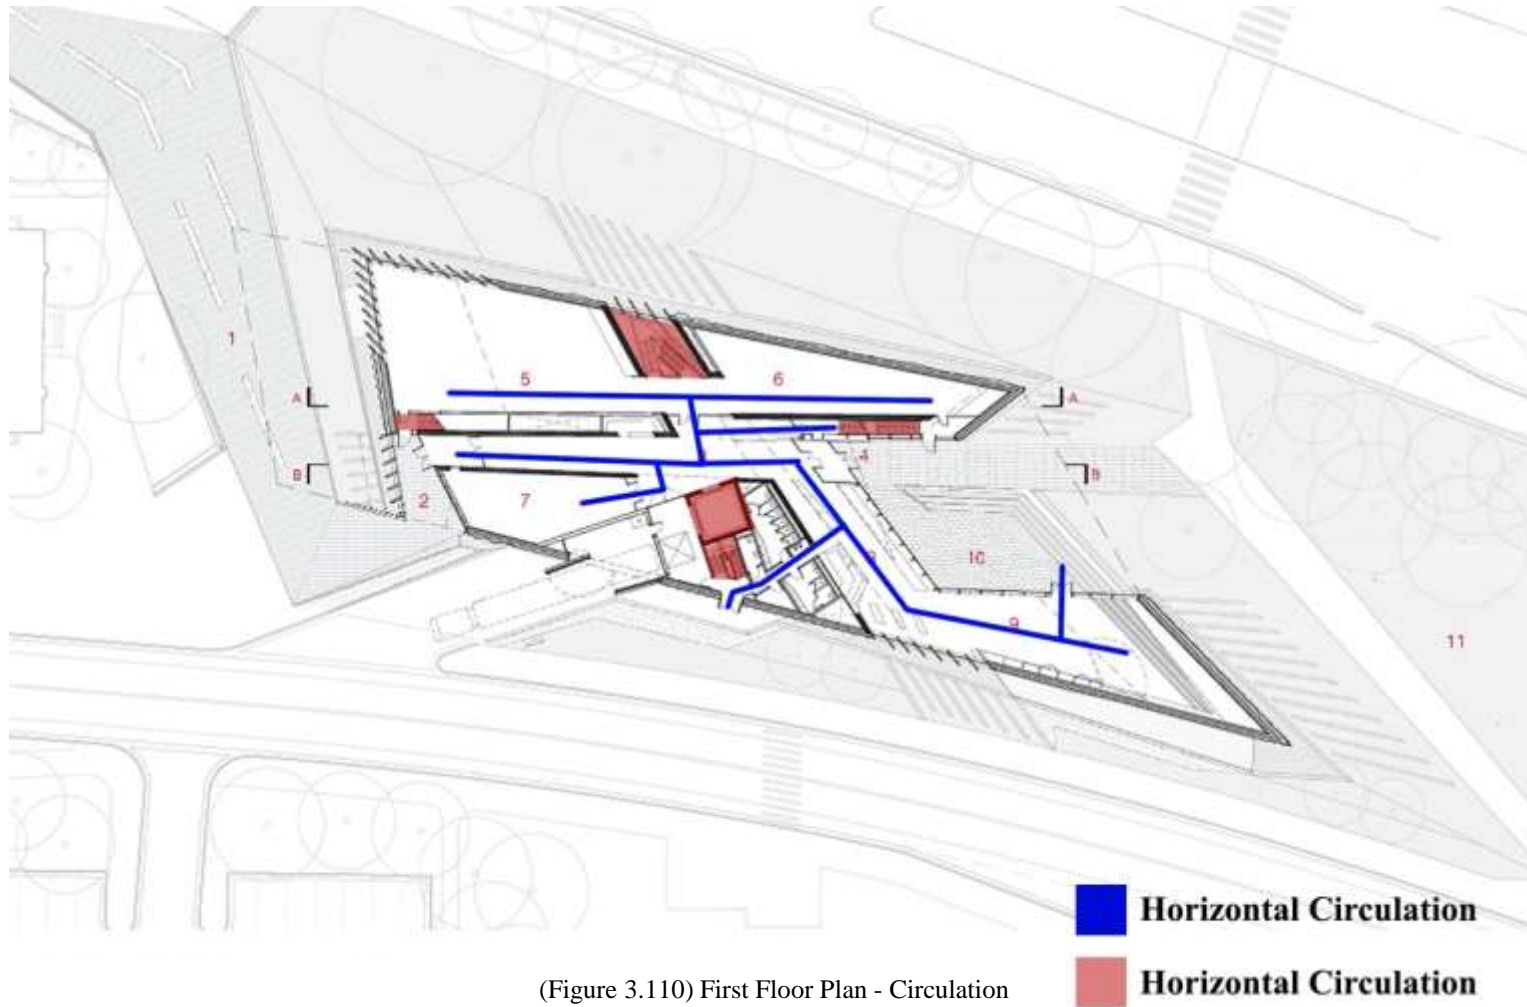 1
5
6
A
A
4
B
B
2
7
10
9
11
Horizontal Circulation
Horizontal Circulation
(Figure 3.110) First Floor Plan - Circulation